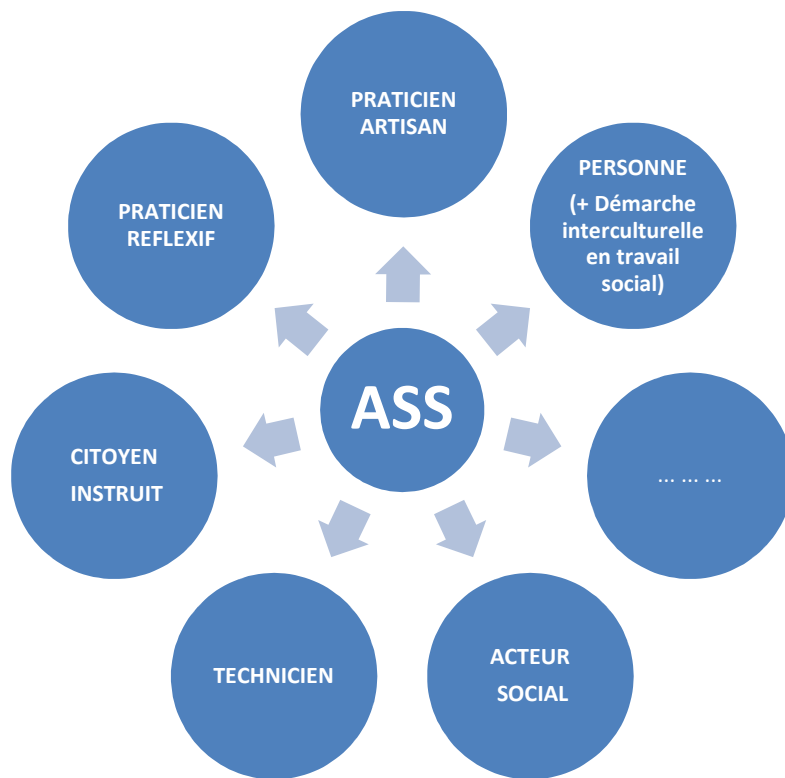 PRATICIEN
ARTISAN
PERSONNE
(+ Démarche
interculturelle
en travail
social)
… … …
ACTEUR
SOCIAL
TECHNICIEN
CITOYEN
INSTRUIT
PRATICIEN
REFLEXIF
ASS